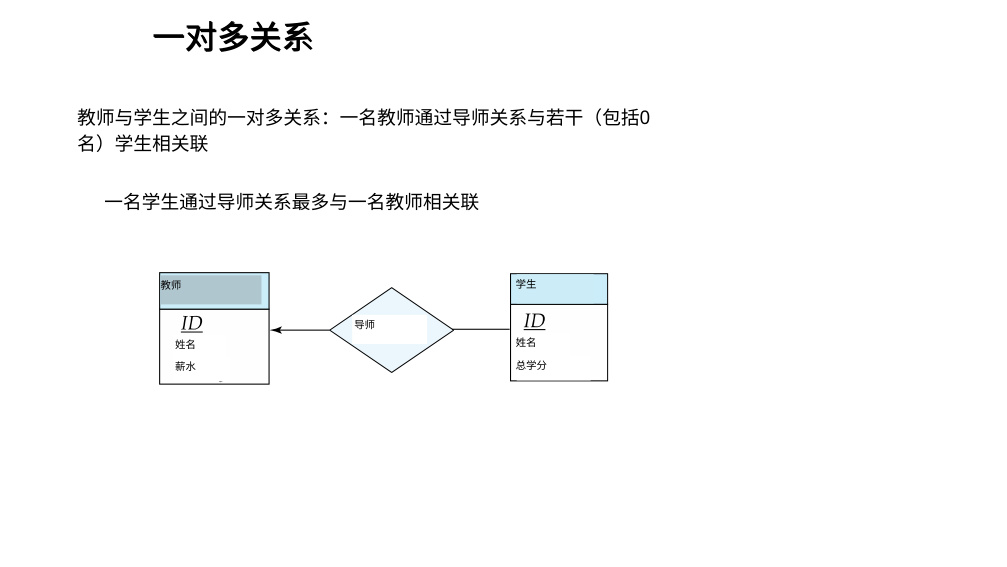 一对多关系
教师与学生之间的一对多关系：一名教师通过导师关系与若干（包括0
名）学生相关联
一名学生通过导师关系最多与一名教师相关联
教师
ID
姓名
薪水
导师
学生
ID
姓名
总学分